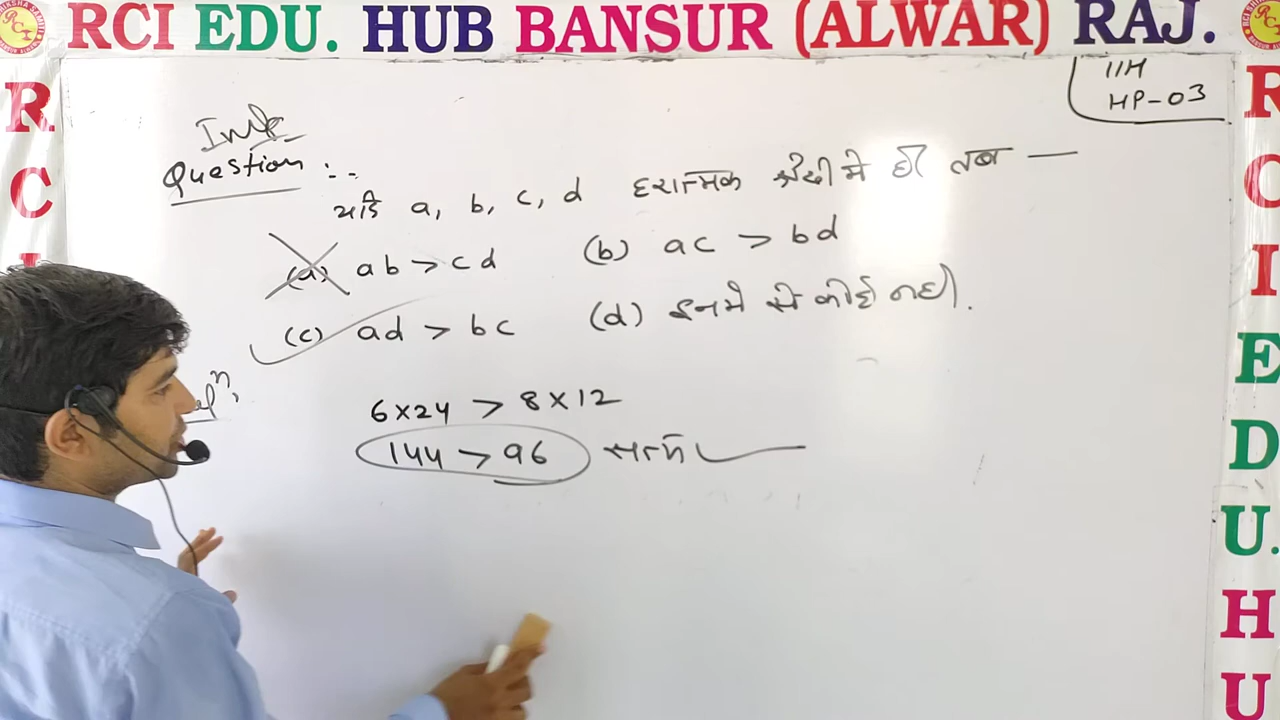 RCI EDU. HUB BANSUR (ALWAR) RAJ.
11H
HP-03
Imp
Question :-
यदि a, b, c, d हरात्मक श्रेणी में हो तब —
(a) ab > cd (b) ac > bd
(c) ad > bc (d) इनमें से कोई नहीं.
6×24 > 8×12
144 > 96 सत्य
R
C
I
R
C
I
E
D
U.
H
U